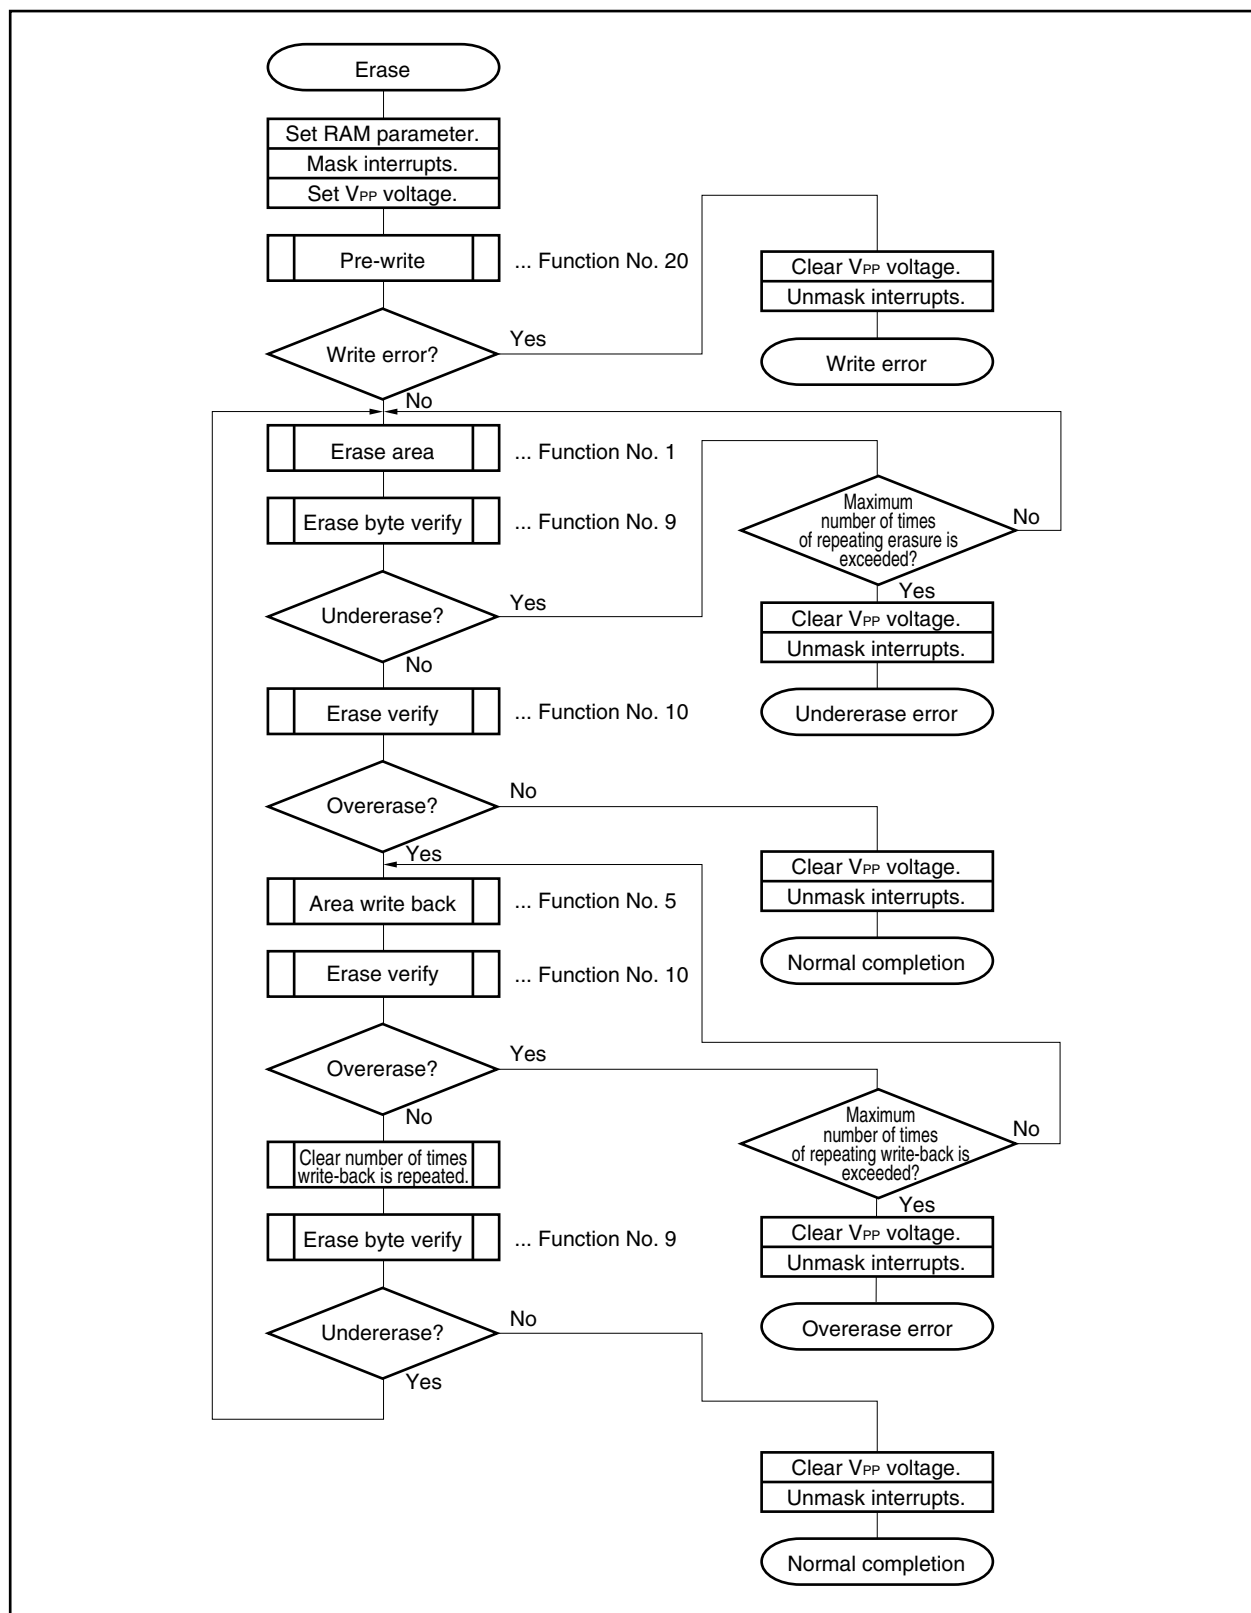 Erase
Set RAM parameter.
Mask interrupts.
Set VPP voltage.
Pre-write
... Function No. 20
Clear VPP voltage.
Unmask interrupts.
Write error?
Yes
Write error
No
Erase area
... Function No. 1
Erase byte verify
... Function No. 9
Maximum
number of times
of repeating erasure is
exceeded?
No
Yes
Undererase?
Yes
Clear VPP voltage.
Unmask interrupts.
No
Erase verify
... Function No. 10
Undererase error
Overerase?
No
Yes
Clear VPP voltage.
Unmask interrupts.
Area write back
... Function No. 5
Normal completion
Erase verify
... Function No. 10
Overerase?
Yes
No
Maximum
number of times
of repeating write-back is
exceeded?
No
Yes
Clear number of times
write-back is repeated.
Clear VPP voltage.
Unmask interrupts.
Erase byte verify
... Function No. 9
Overerase error
Undererase?
No
Yes
Clear VPP voltage.
Unmask interrupts.
Normal completion